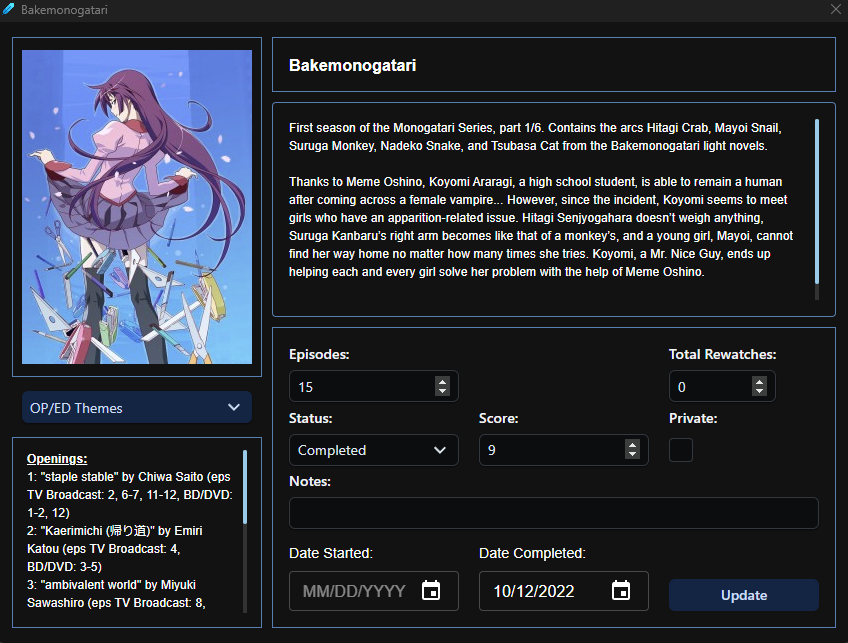 Bakemonogatari
Bakemonogatari
First season of the Monogatari Series, part 1/6. Contains the arcs Hitagi Crab, Mayoi Snail,
Suruga Monkey, Nadeko Snake, and Tsubasa Cat from the Bakemonogatari light novels.
Thanks to Meme Oshino, Koyomi Araragi, a high school student, is able to remain a human
after coming across a female vampire... However, since the incident, Koyomi seems to meet
girls who have an apparition-related issue. Hitagi Senjyogahara doesn't weigh anything,
Suruga Kanbaru's right arm becomes like that of a monkey's, and a young girl, Mayoi, cannot
find her way home no matter how many times she tries. Koyomi, a Mr. Nice Guy, ends up
helping each and every girl solve her problem with the help of Meme Oshino.
OP/ED Themes
Openings:
1: "staple stable" by Chiwa Saito (eps
TV Broadcast: 2, 6-7, 11-12, BD/DVD:
1-2, 12)
2: "Kaerimichi (帰り道)" by Emiri
Katou (eps TV Broadcast: 4,
BD/DVD: 3-5)
3: "ambivalent world" by Miyuki
Sawashiro (eps TV Broadcast: 8,
Episodes:
Total Rewatches:
15
0
Status:
Score:
Private:
Completed
9
Notes:
Date Started:
Date Completed:
MM/DD/YYYY
10/12/2022
Update